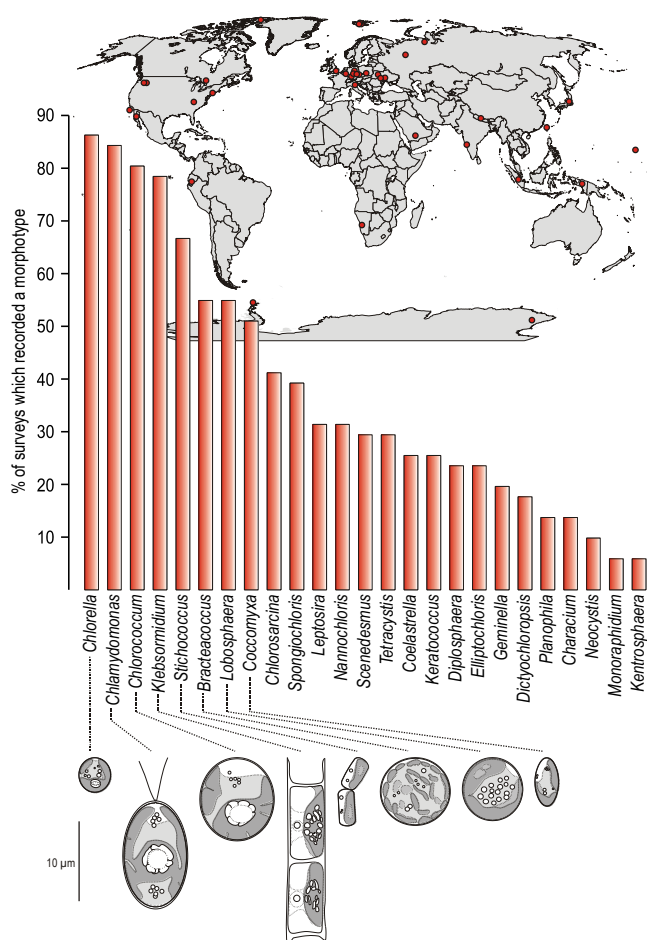 90
80
70
60
50
40
30
20
10
% of surveys which recorded a morphotype
Chlorella
Chlamydomonas
Chlorococcum
Klebsormidium
Stichococcus
Bracteacoccus
Lobosphaera
Coccomyxa
Chlorosarcina
Spongiochloris
Leptosira
Nannochloris
Scenedesmus
Tetracystis
Coelastrella
Keratococcus
Diplosphaera
Elliptochloris
Geminella
Dictyochloropsis
Planophila
Characium
Neocystis
Monoraphidium
Kentrosphaera
10 µm